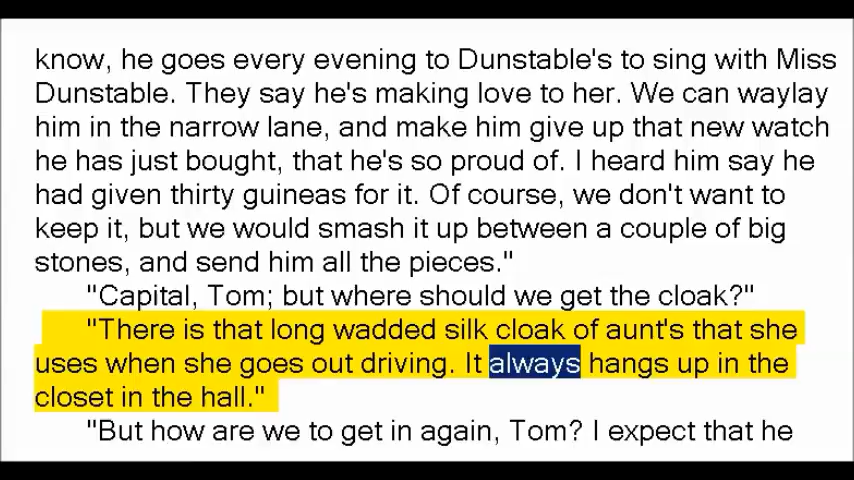 know, he goes every evening to Dunstable's to sing with Miss
Dunstable. They say he's making love to her. We can waylay
him in the narrow lane, and make him give up that new watch
he has just bought, that he's so proud of. I heard him say he
had given thirty guineas for it. Of course, we don't want to
keep it, but we would smash it up between a couple of big
stones, and send him all the pieces."
"Capital, Tom; but where should we get the cloak?"
"There is that long wadded silk cloak of aunt's that she
uses when she goes out driving. It always hangs up in the
closet in the hall."
"But how are we to get in again, Tom? I expect that he